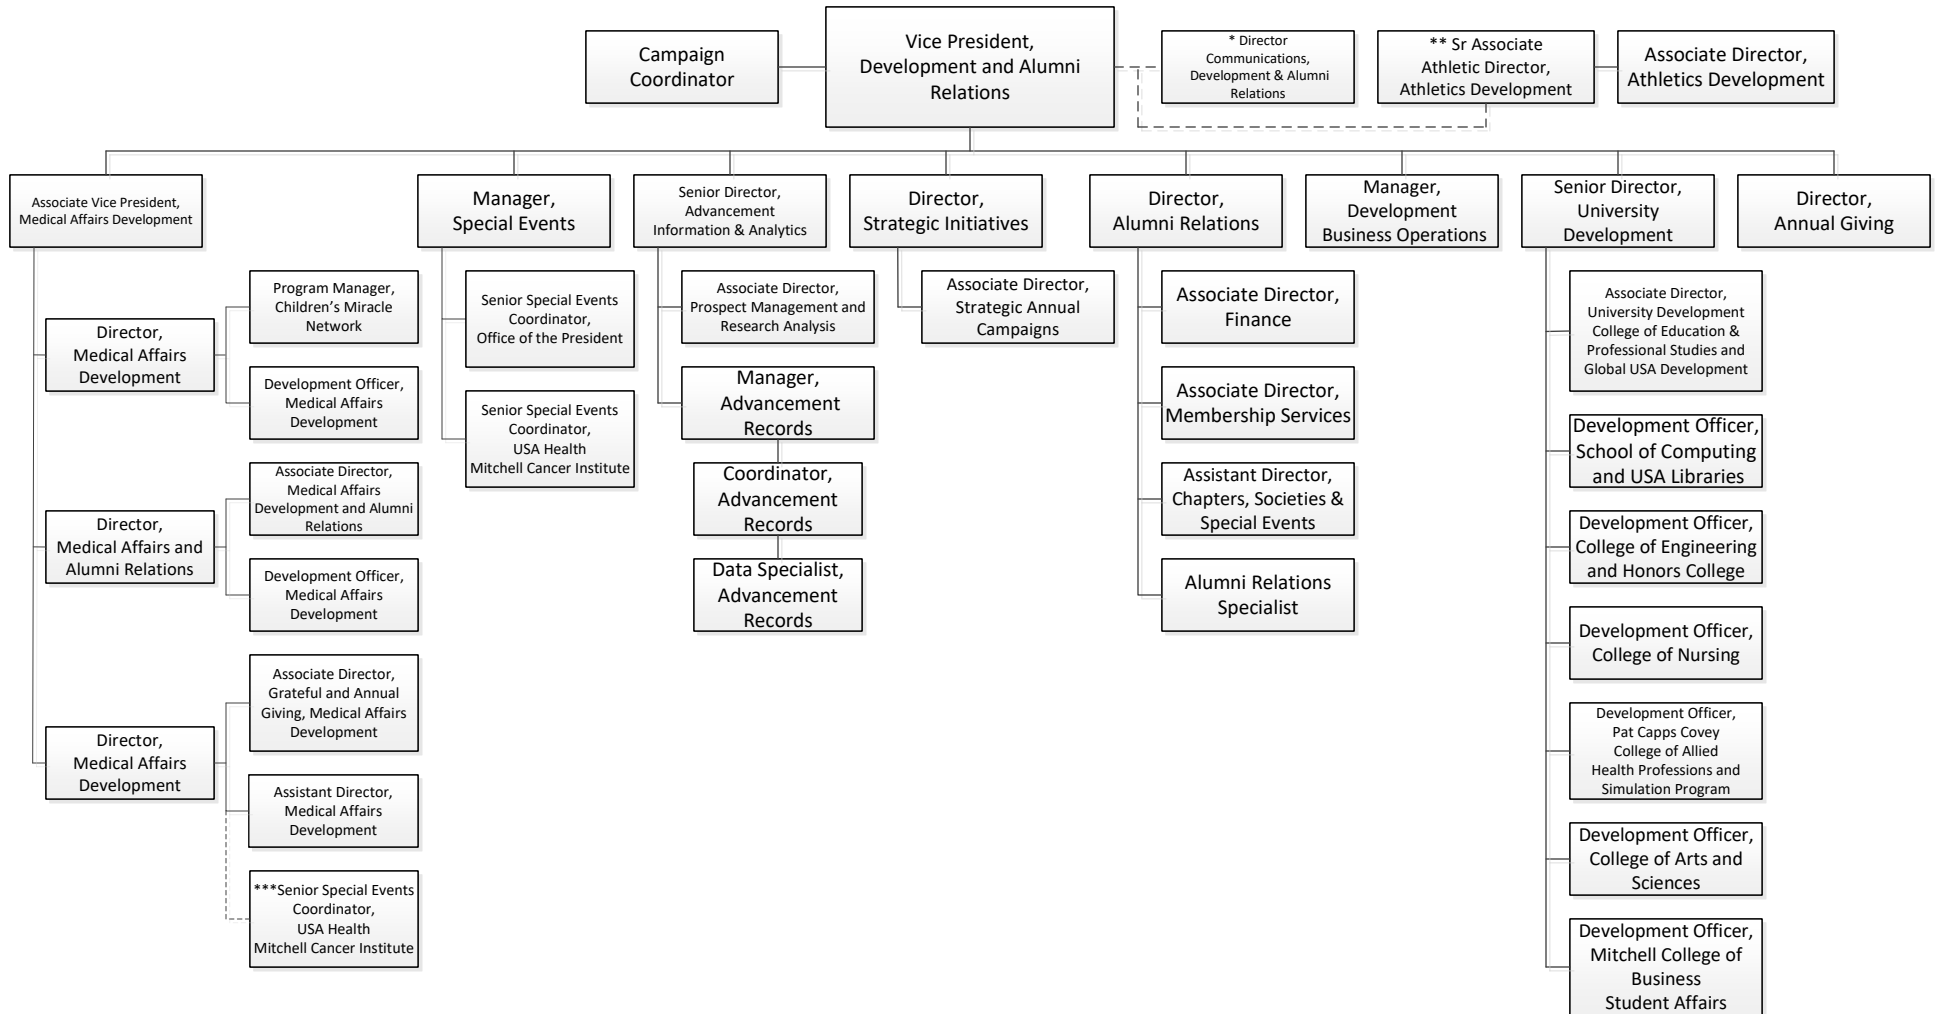 Campaign
Coordinator
Vice President,
Development and Alumni
Relations
* Director
Communications,
Development & Alumni
Relations
** Sr Associate
Athletic Director,
Athletics Development
Associate Director,
Athletics Development
Associate Vice President,
Medical Affairs Development
Manager,
Special Events
Senior Director,
Advancement
Information & Analytics
Director,
Strategic Initiatives
Director,
Alumni Relations
Manager,
Development
Business Operations
Senior Director,
University
Development
Director,
Annual Giving
Director,
Medical Affairs
Development
Program Manager,
Children’s Miracle
Network
Development Officer,
Medical Affairs
Development
Director,
Medical Affairs and
Alumni Relations
Associate Director,
Medical Affairs
Development and Alumni
Relations
Development Officer,
Medical Affairs
Development
Director,
Medical Affairs
Development
Associate Director,
Grateful and Annual
Giving, Medical Affairs
Development
Assistant Director,
Medical Affairs
Development
***Senior Special Events
Coordinator,
USA Health
Mitchell Cancer Institute
Senior Special Events
Coordinator,
Office of the President
Senior Special Events
Coordinator,
USA Health
Mitchell Cancer Institute
Associate Director,
Prospect Management and
Research Analysis
Manager,
Advancement
Records
Coordinator,
Advancement
Records
Data Specialist,
Advancement
Records
Associate Director,
Strategic Annual
Campaigns
Associate Director,
Finance
Associate Director,
Membership Services
Assistant Director,
Chapters, Societies &
Special Events
Alumni Relations
Specialist
Associate Director,
University Development
College of Education &
Professional Studies and
Global USA Development
Development Officer,
School of Computing
and USA Libraries
Development Officer,
College of Engineering
and Honors College
Development Officer,
College of Nursing
Development Officer,
Pat Capps Covey
College of Allied
Health Professions and
Simulation Program
Development Officer,
College of Arts and
Sciences
Development Officer,
Mitchell College of
Business
Student Affairs